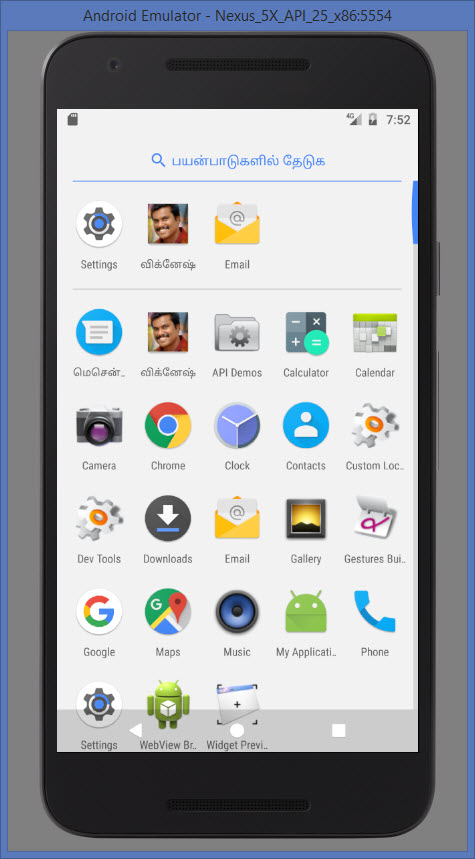 Android Emulator - Nexus_5X_API_25_x86:5554
4G 7:52
பயன்பாடுகளில் தேடுக
Settings விக்னேஷ் Email
மெசென்.. விக்னேஷ் API Demos Calculator Calendar
Camera Chrome Clock Contacts Custom Loc..
Dev Tools Downloads Email Gallery Gestures Bui..
Google Maps Music My Applicati.. Phone
Settings WebView Br.. Widget Previ..